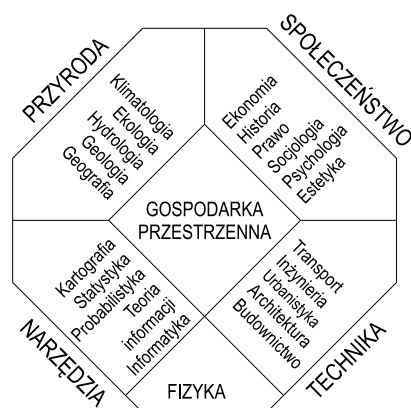 PRZYRODA
Klimatologia
Ekologia
Hydrologia
Geologia
Geografia
SPOŁECZEŃSTWO
Ekonomia
Historia
Prawo
Socjologia
Psychologia
Estetyka
GOSPODARKA
PRZESTRZENNA
Kartografia
Statystyka
Probabilistyka
Teoria
informacji
Informatyka
NARZĘDZIA
Transport
Inżynieria
Urbanistyka
Architektura
Budownictwo
TECHNIKA
FIZYKA